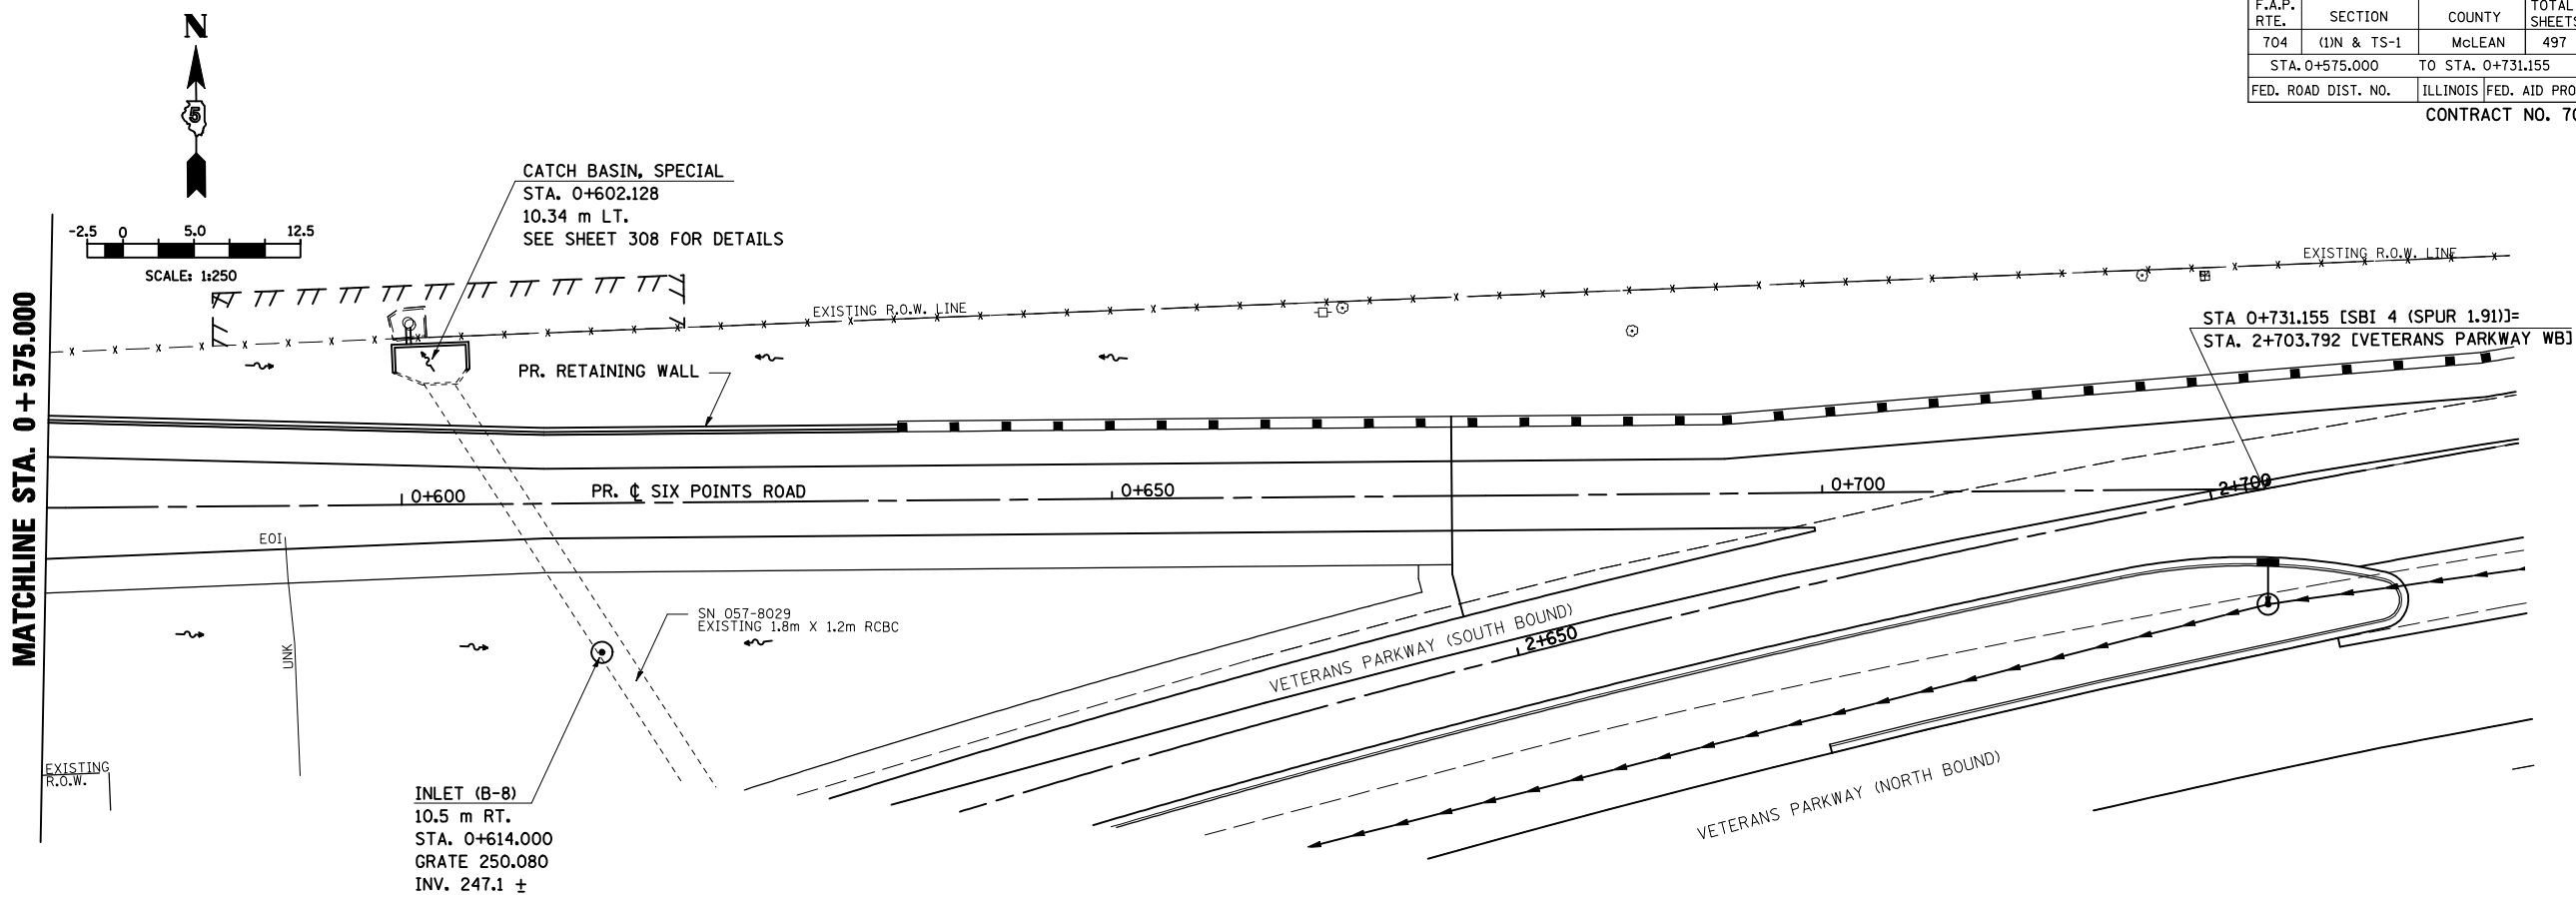 F.A.P. RTE. SECTION COUNTY TOTAL SHEETS
704 (1)N & TS-1 McLEAN 497
STA. 0+575.000 TO STA. 0+731.155
FED. ROAD DIST. NO. ILLINOIS FED. AID PRO
CONTRACT NO. 70
N
5
CATCH BASIN, SPECIAL
STA. 0+602.128
10.34 m LT.
SEE SHEET 308 FOR DETAILS
-2.5 0 5.0 12.5
SCALE: 1:250
MATCHLINE STA. 0+575.000
EXISTING R.O.W. LINE
EXISTING R.O.W. LINE
STA 0+731.155 [SBI 4 (SPUR 1.91)]=
STA. 2+703.792 [VETERANS PARKWAY WB]
PR. RETAINING WALL
0+600
PR. ℄ SIX POINTS ROAD
0+650
0+700
2+700
EOI
UNK
SN 057-8029
EXISTING 1.8m X 1.2m RCBC
VETERANS PARKWAY (SOUTH BOUND)
2+650
VETERANS PARKWAY (NORTH BOUND)
EXISTING
R.O.W.
INLET (B-8)
10.5 m RT.
STA. 0+614.000
GRATE 250.080
INV. 247.1 ±